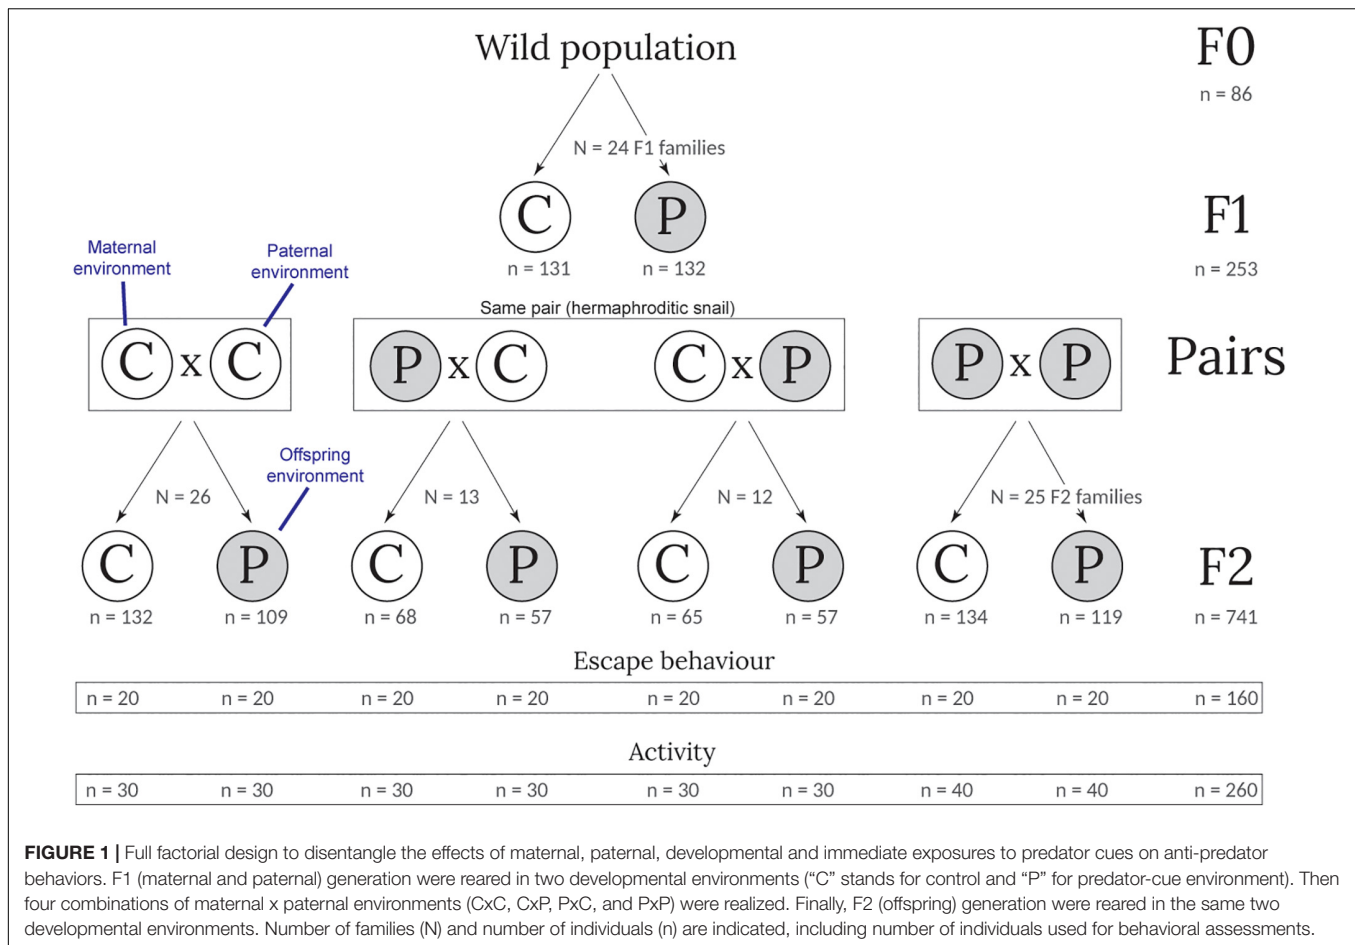 Wild population
F0
n = 86
N = 24 F1 families
C
P
F1
n = 131
n = 132
n = 253
Maternal
environment
Paternal
environment
Same pair (hermaphroditic snail)
C x C
P x C
C x P
P x P
Pairs
Offspring
environment
N = 26
N = 13
N = 12
N = 25 F2 families
C
P
C
P
C
P
C
P
F2
n = 132
n = 109
n = 68
n = 57
n = 65
n = 57
n = 134
n = 119
n = 741
Escape behaviour
n = 20 n = 20 n = 20 n = 20 n = 20 n = 20 n = 20 n = 20 n = 160
Activity
n = 30 n = 30 n = 30 n = 30 n = 30 n = 30 n = 40 n = 40 n = 260
FIGURE 1 | Full factorial design to disentangle the effects of maternal, paternal, developmental and immediate exposures to predator cues on anti-predator
behaviors. F1 (maternal and paternal) generation were reared in two developmental environments (“C” stands for control and “P” for predator-cue environment). Then
four combinations of maternal x paternal environments (CxC, CxP, PxC, and PxP) were realized. Finally, F2 (offspring) generation were reared in the same two
developmental environments. Number of families (N) and number of individuals (n) are indicated, including number of individuals used for behavioral assessments.